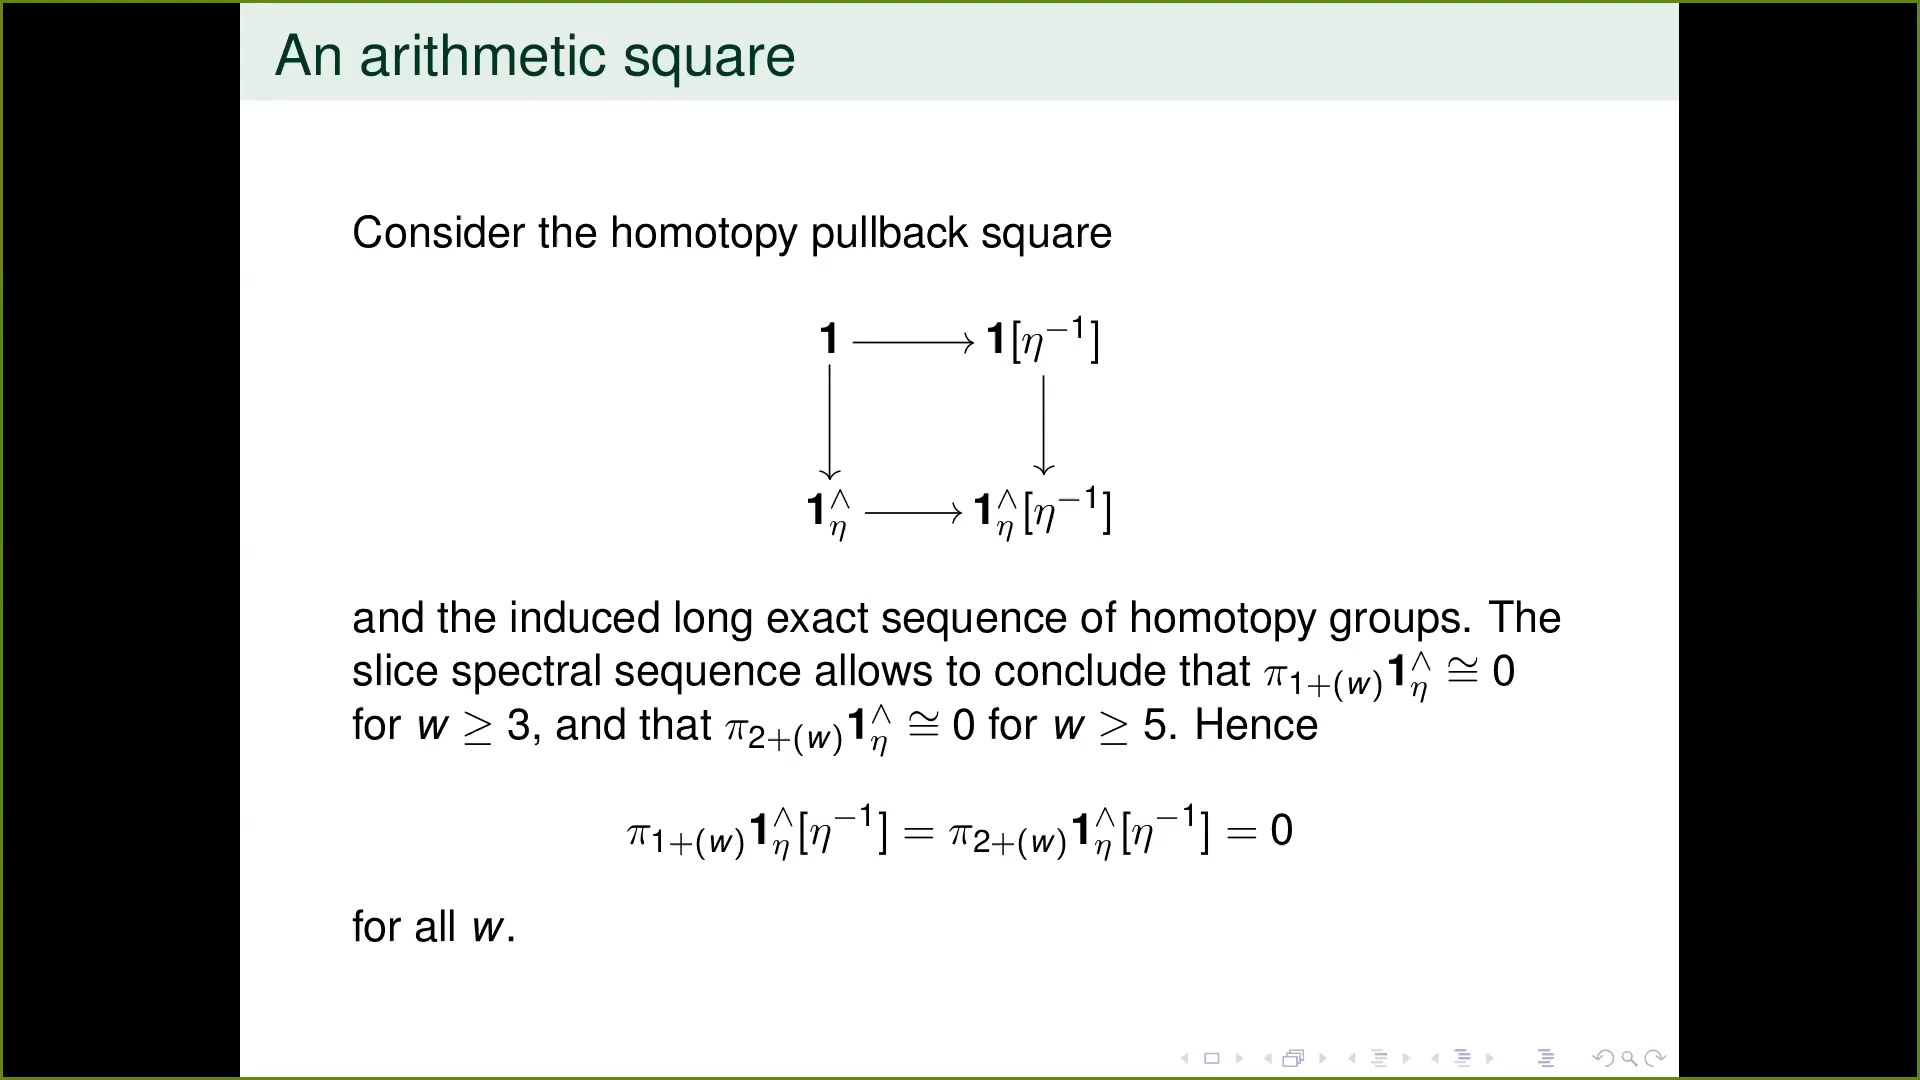 An arithmetic square
Consider the homotopy pullback square
𝟏 ⟶ 𝟏[η⁻¹]
𝟏^∧_η ⟶ 𝟏^∧_η[η⁻¹]
and the induced long exact sequence of homotopy groups. The
slice spectral sequence allows to conclude that π_{1+(w)}𝟏^∧_η ≅ 0
for w ≥ 3, and that π_{2+(w)}𝟏^∧_η ≅ 0 for w ≥ 5. Hence
π_{1+(w)}𝟏^∧_η[η⁻¹] = π_{2+(w)}𝟏^∧_η[η⁻¹] = 0
for all w.